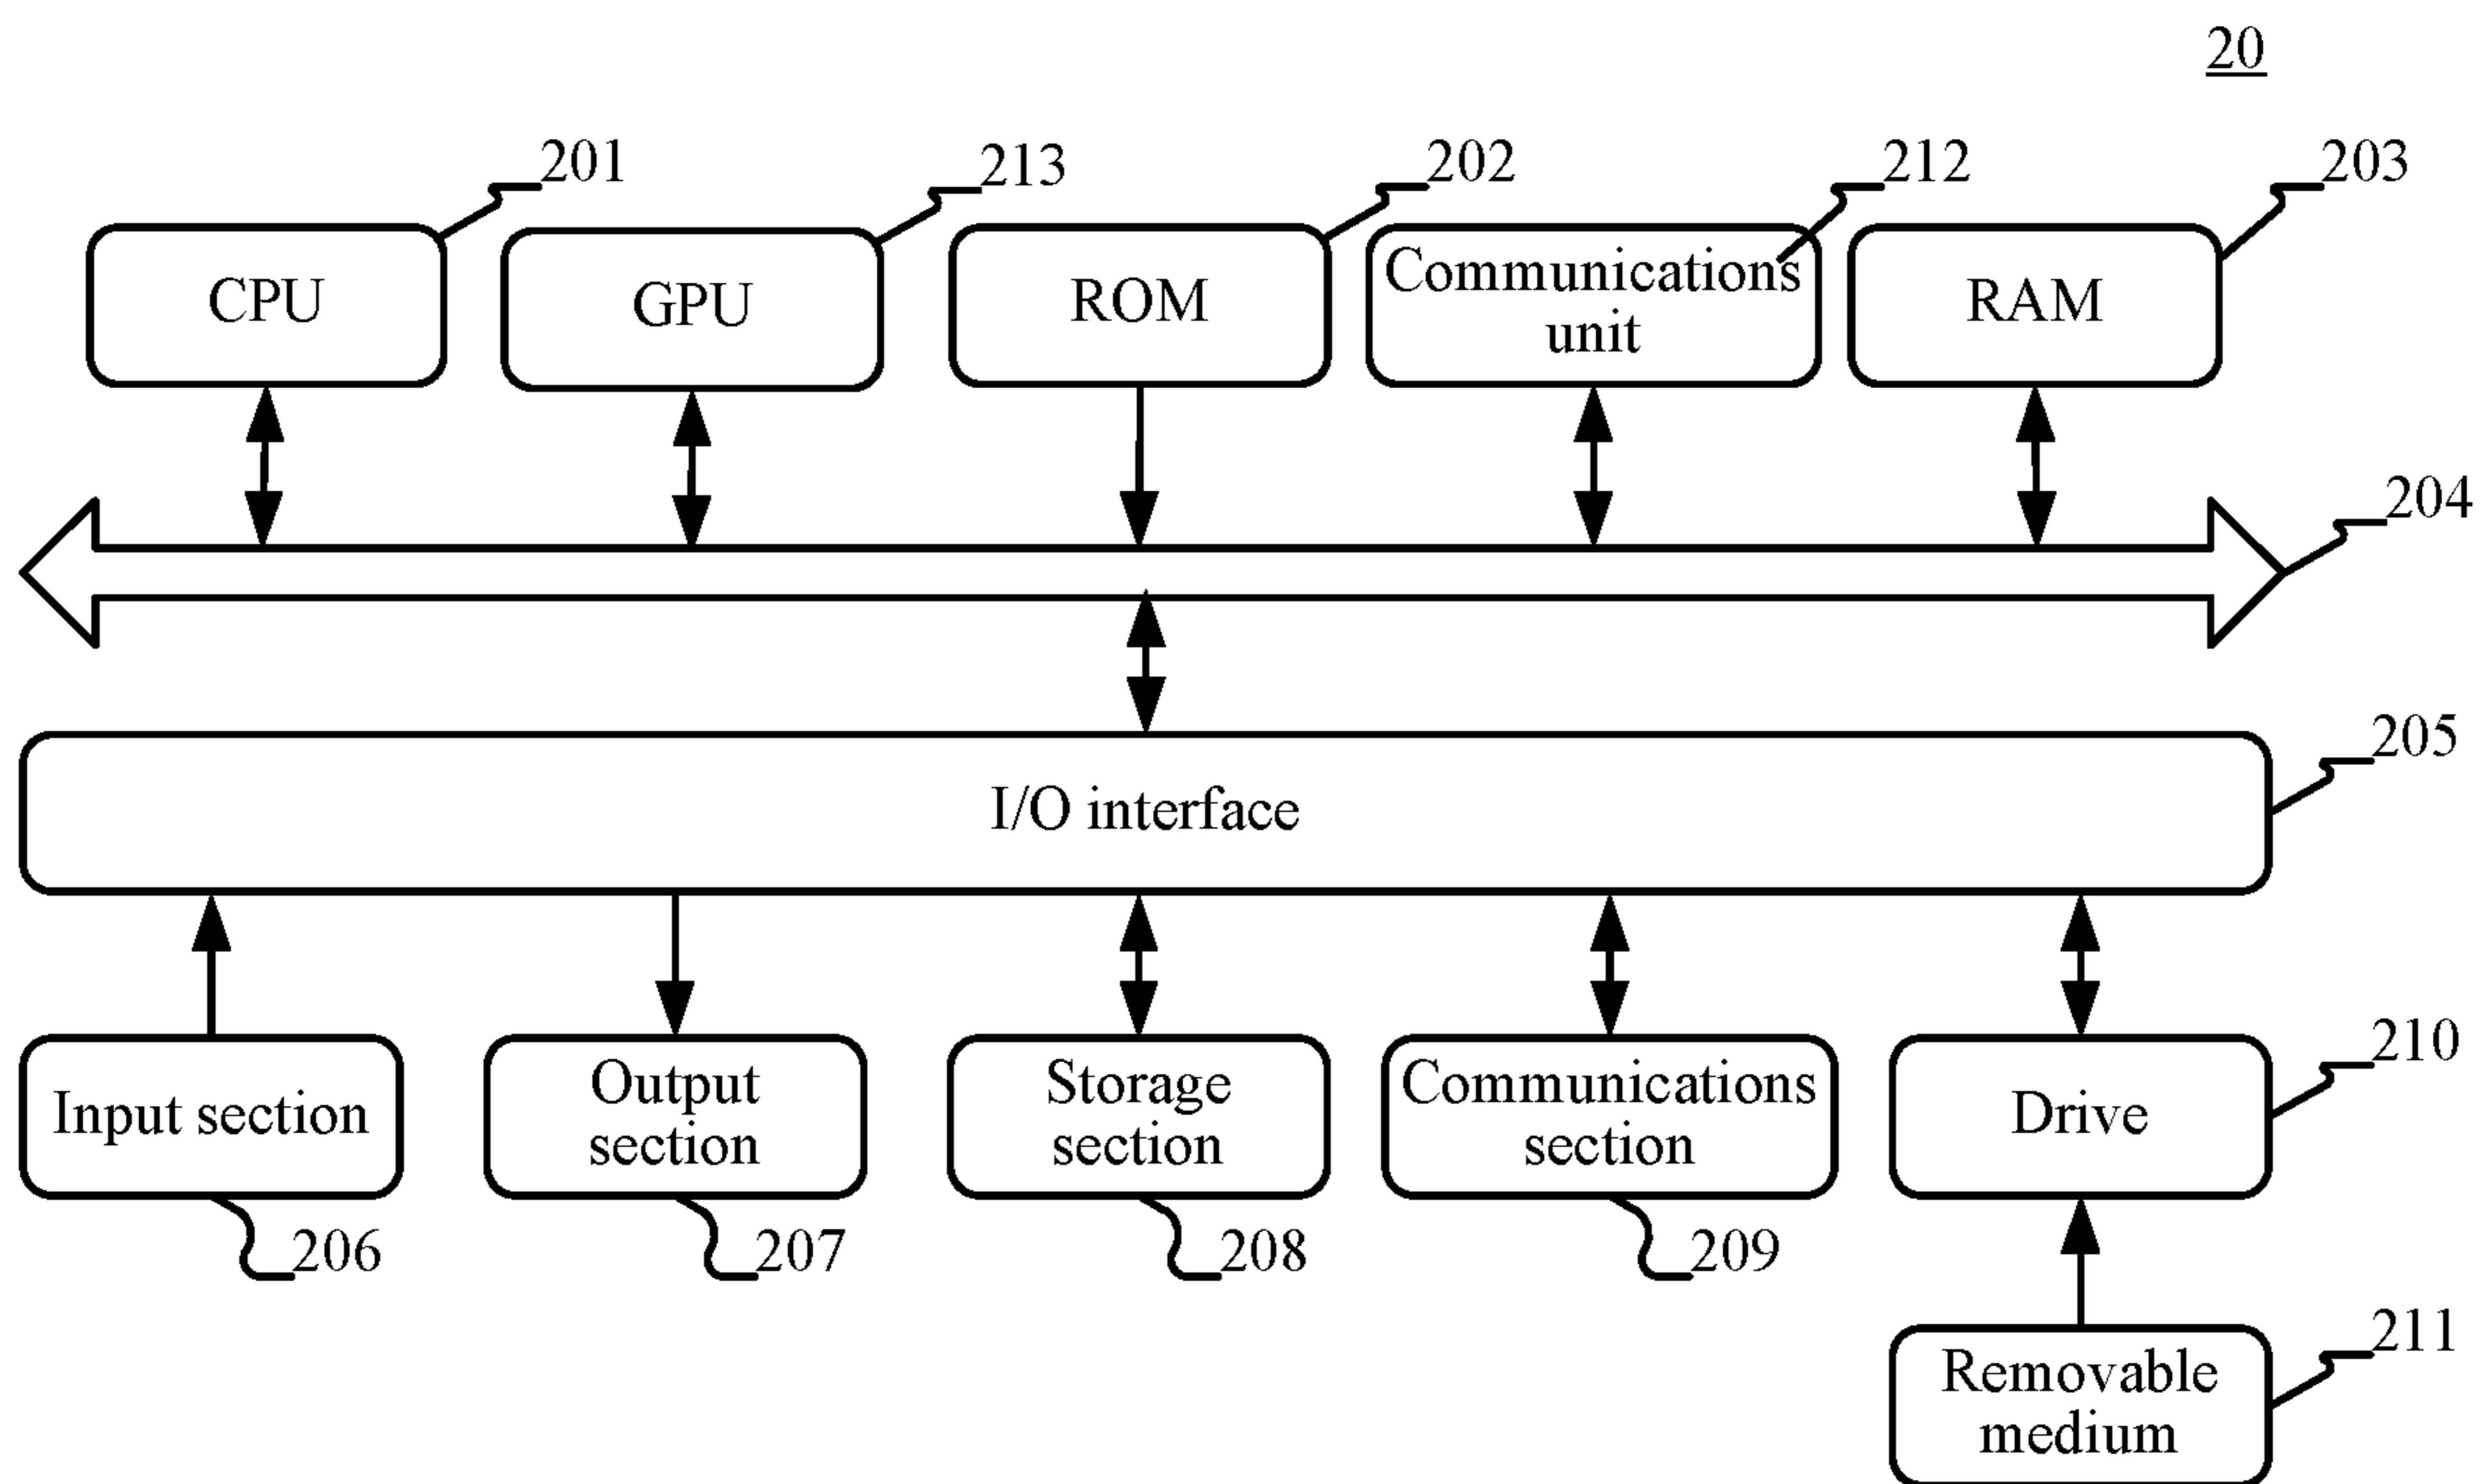 20
201
213
202
212
203
CPU
GPU
ROM
Communications
unit
RAM
204
205
I/O interface
210
Input section
Output
section
Storage
section
Communications
section
Drive
206
207
208
209
211
Removable
medium